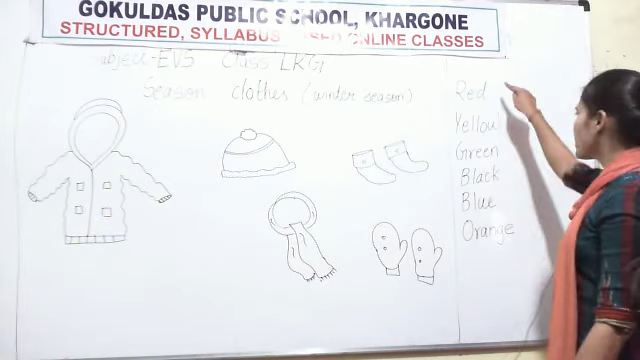 GOKULDAS PUBLIC SCHOOL, KHARGONE
STRUCTURED, SYLLABUS ONLINE CLASSES
EVS Class LKG
Season clothes (winter season)
Red
Yellow
Green
Black
Blue
Orange